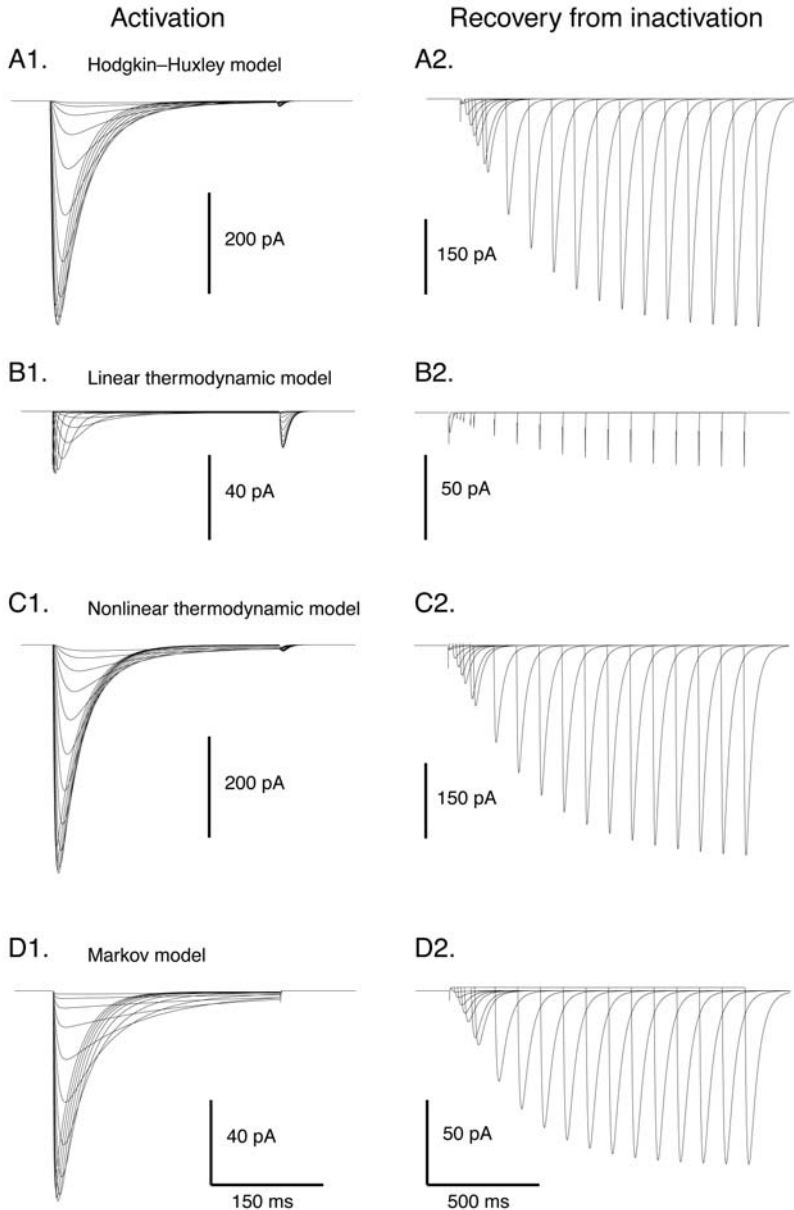 Activation
Recovery from inactivation
A1. Hodgkin–Huxley model
A2.
200 pA
150 pA
B1. Linear thermodynamic model
B2.
40 pA
50 pA
C1. Nonlinear thermodynamic model
C2.
200 pA
150 pA
D1. Markov model
D2.
40 pA
150 ms
50 pA
500 ms